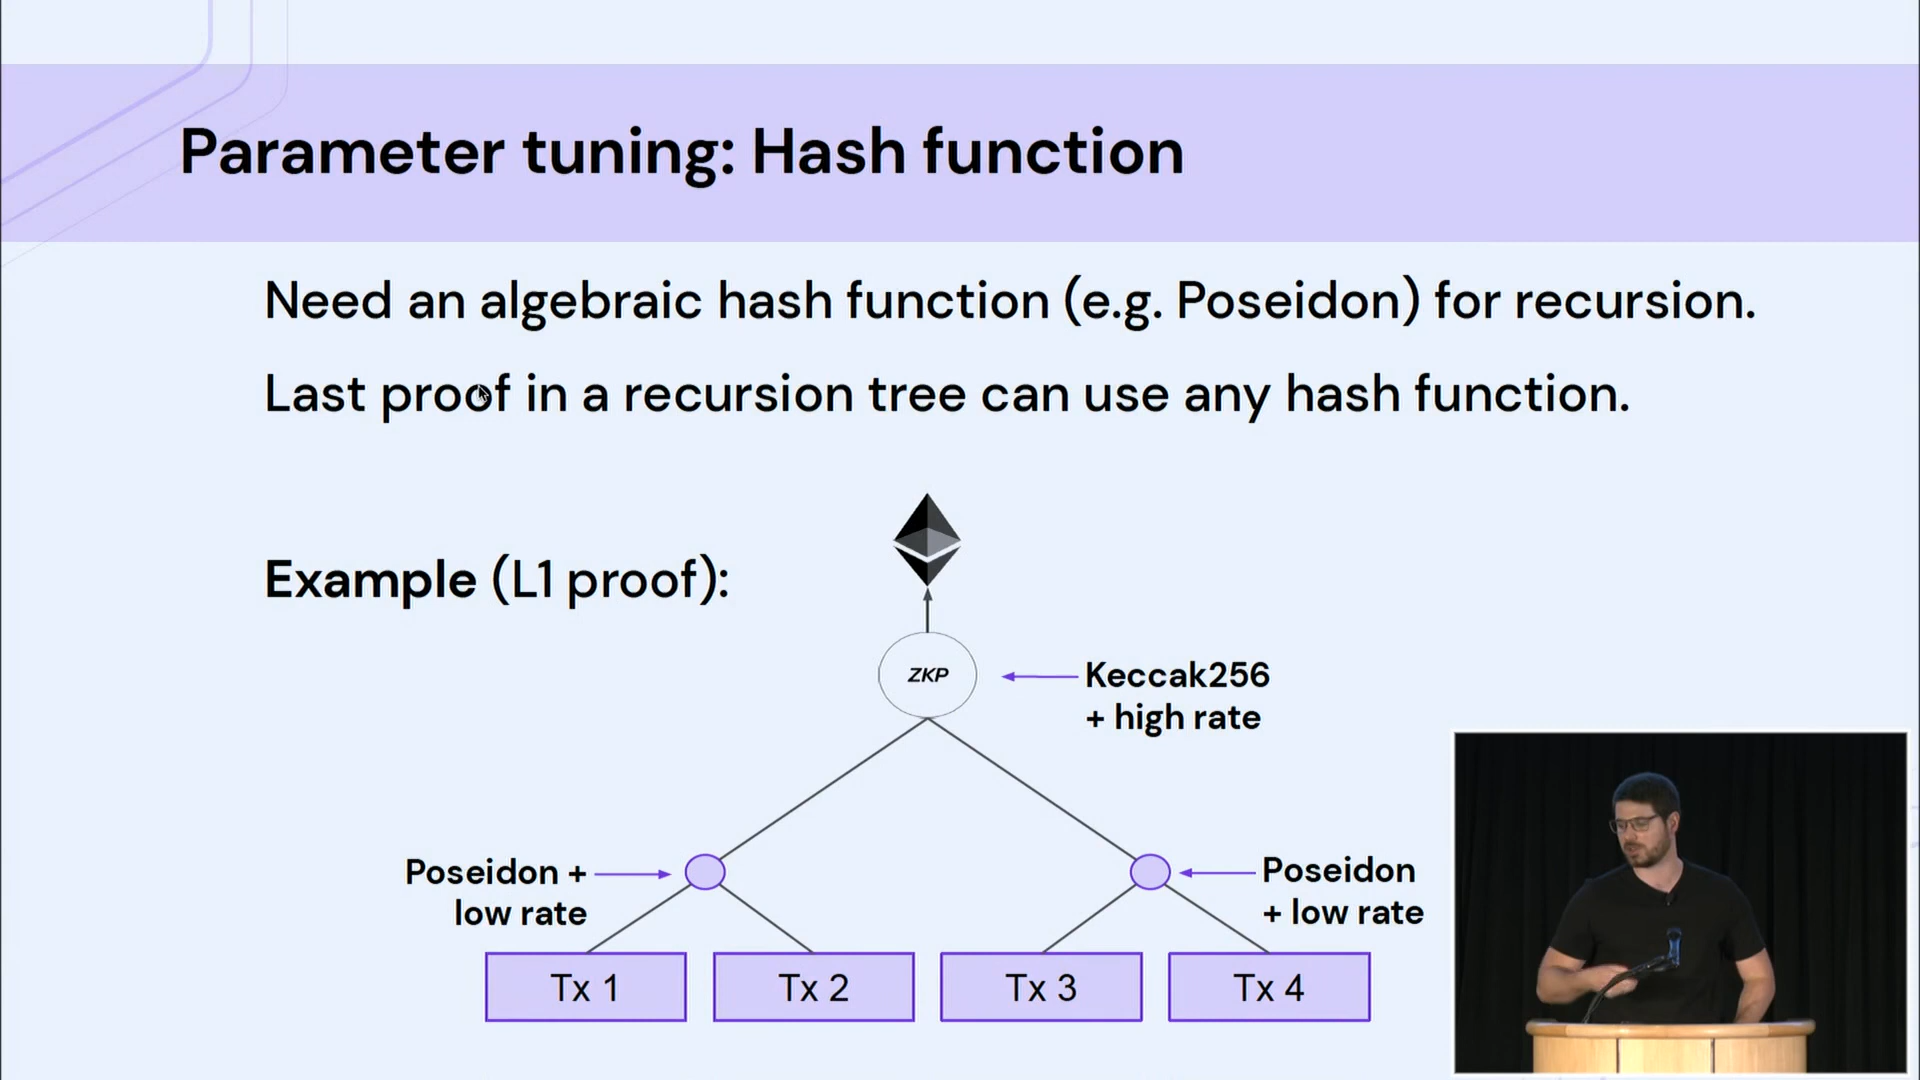 Parameter tuning: Hash function
Need an algebraic hash function (e.g. Poseidon) for recursion.
Last proof in a recursion tree can use any hash function.
Example (L1 proof):
ZKP
Keccak256
+ high rate
Poseidon +
low rate
Poseidon
+ low rate
Tx 1
Tx 2
Tx 3
Tx 4